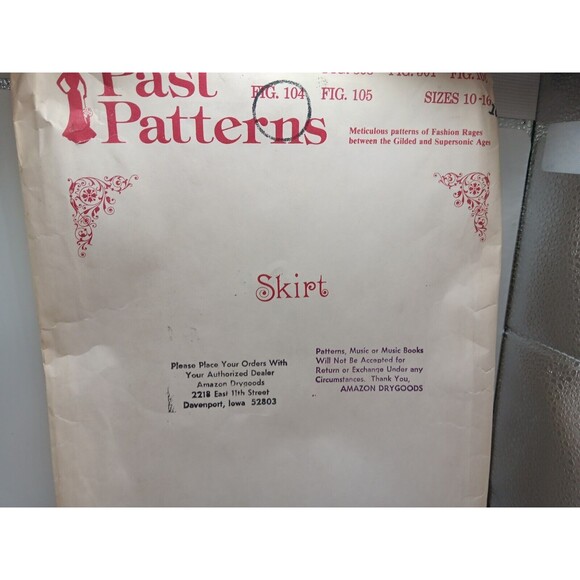 Past
Patterns
FIG. 104 FIG. 105 SIZES 10-16
Meticulous patterns of Fashion Rages
between the Gilded and Supersonic Ages
Skirt
Please Place Your Orders With
Your Authorized Dealer
Amazon Drygoods
2218 East 11th Street
Davenport, Iowa 52803
Patterns, Music or Music Books
Will Not Be Accepted for
Return or Exchange Under any
Circumstances. Thank You,
AMAZON DRYGOODS